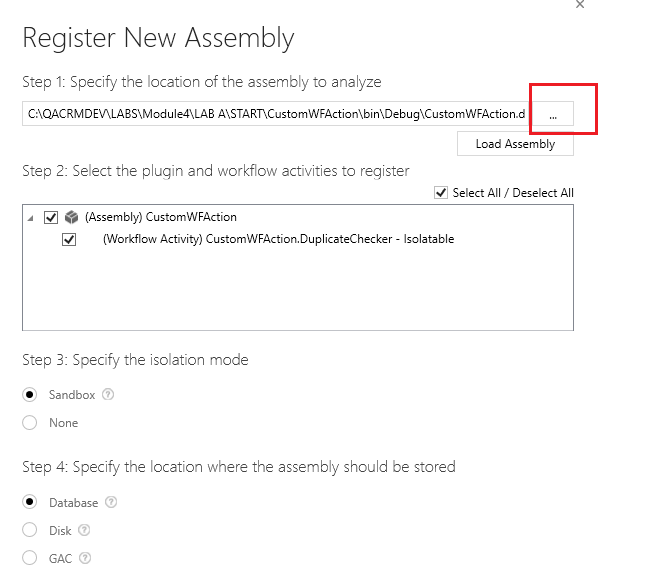 Register New Assembly
Step 1: Specify the location of the assembly to analyze
C:\QACRMDEV\LABS\Module4\LAB A\START\CustomWFAction\bin\Debug\CustomWFAction.d ...
Load Assembly
Step 2: Select the plugin and workflow activities to register
Select All / Deselect All
(Assembly) CustomWFAction
(Workflow Activity) CustomWFAction.DuplicateChecker - Isolatable
Step 3: Specify the isolation mode
Sandbox ?
None
Step 4: Specify the location where the assembly should be stored
Database ?
Disk ?
GAC ?